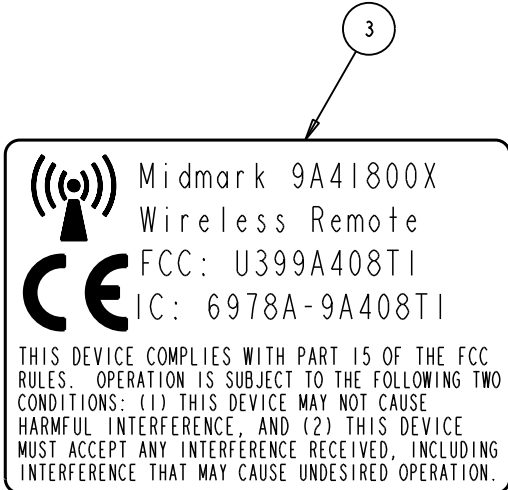 3
Midmark 9A41800X
Wireless Remote
FCC: U399A408T1
CE IC: 6978A-9A408T1
THIS DEVICE COMPLIES WITH PART 15 OF THE FCC
RULES. OPERATION IS SUBJECT TO THE FOLLOWING TWO
CONDITIONS: (1) THIS DEVICE MAY NOT CAUSE
HARMFUL INTERFERENCE, AND (2) THIS DEVICE
MUST ACCEPT ANY INTERFERENCE RECEIVED, INCLUDING
INTERFERENCE THAT MAY CAUSE UNDESIRED OPERATION.